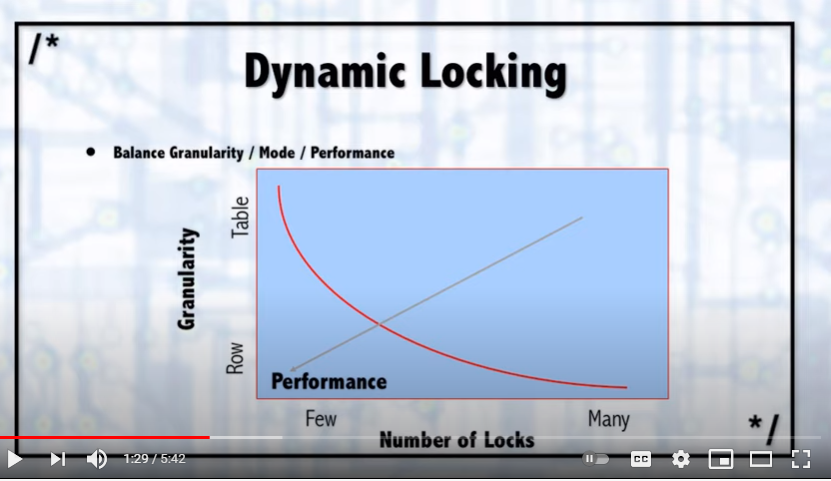 /*
Dynamic Locking
Balance Granularity / Mode / Performance
Granularity
Table
Row
Performance
Few
Many
Number of Locks
*/
1:29 / 5:42
CC